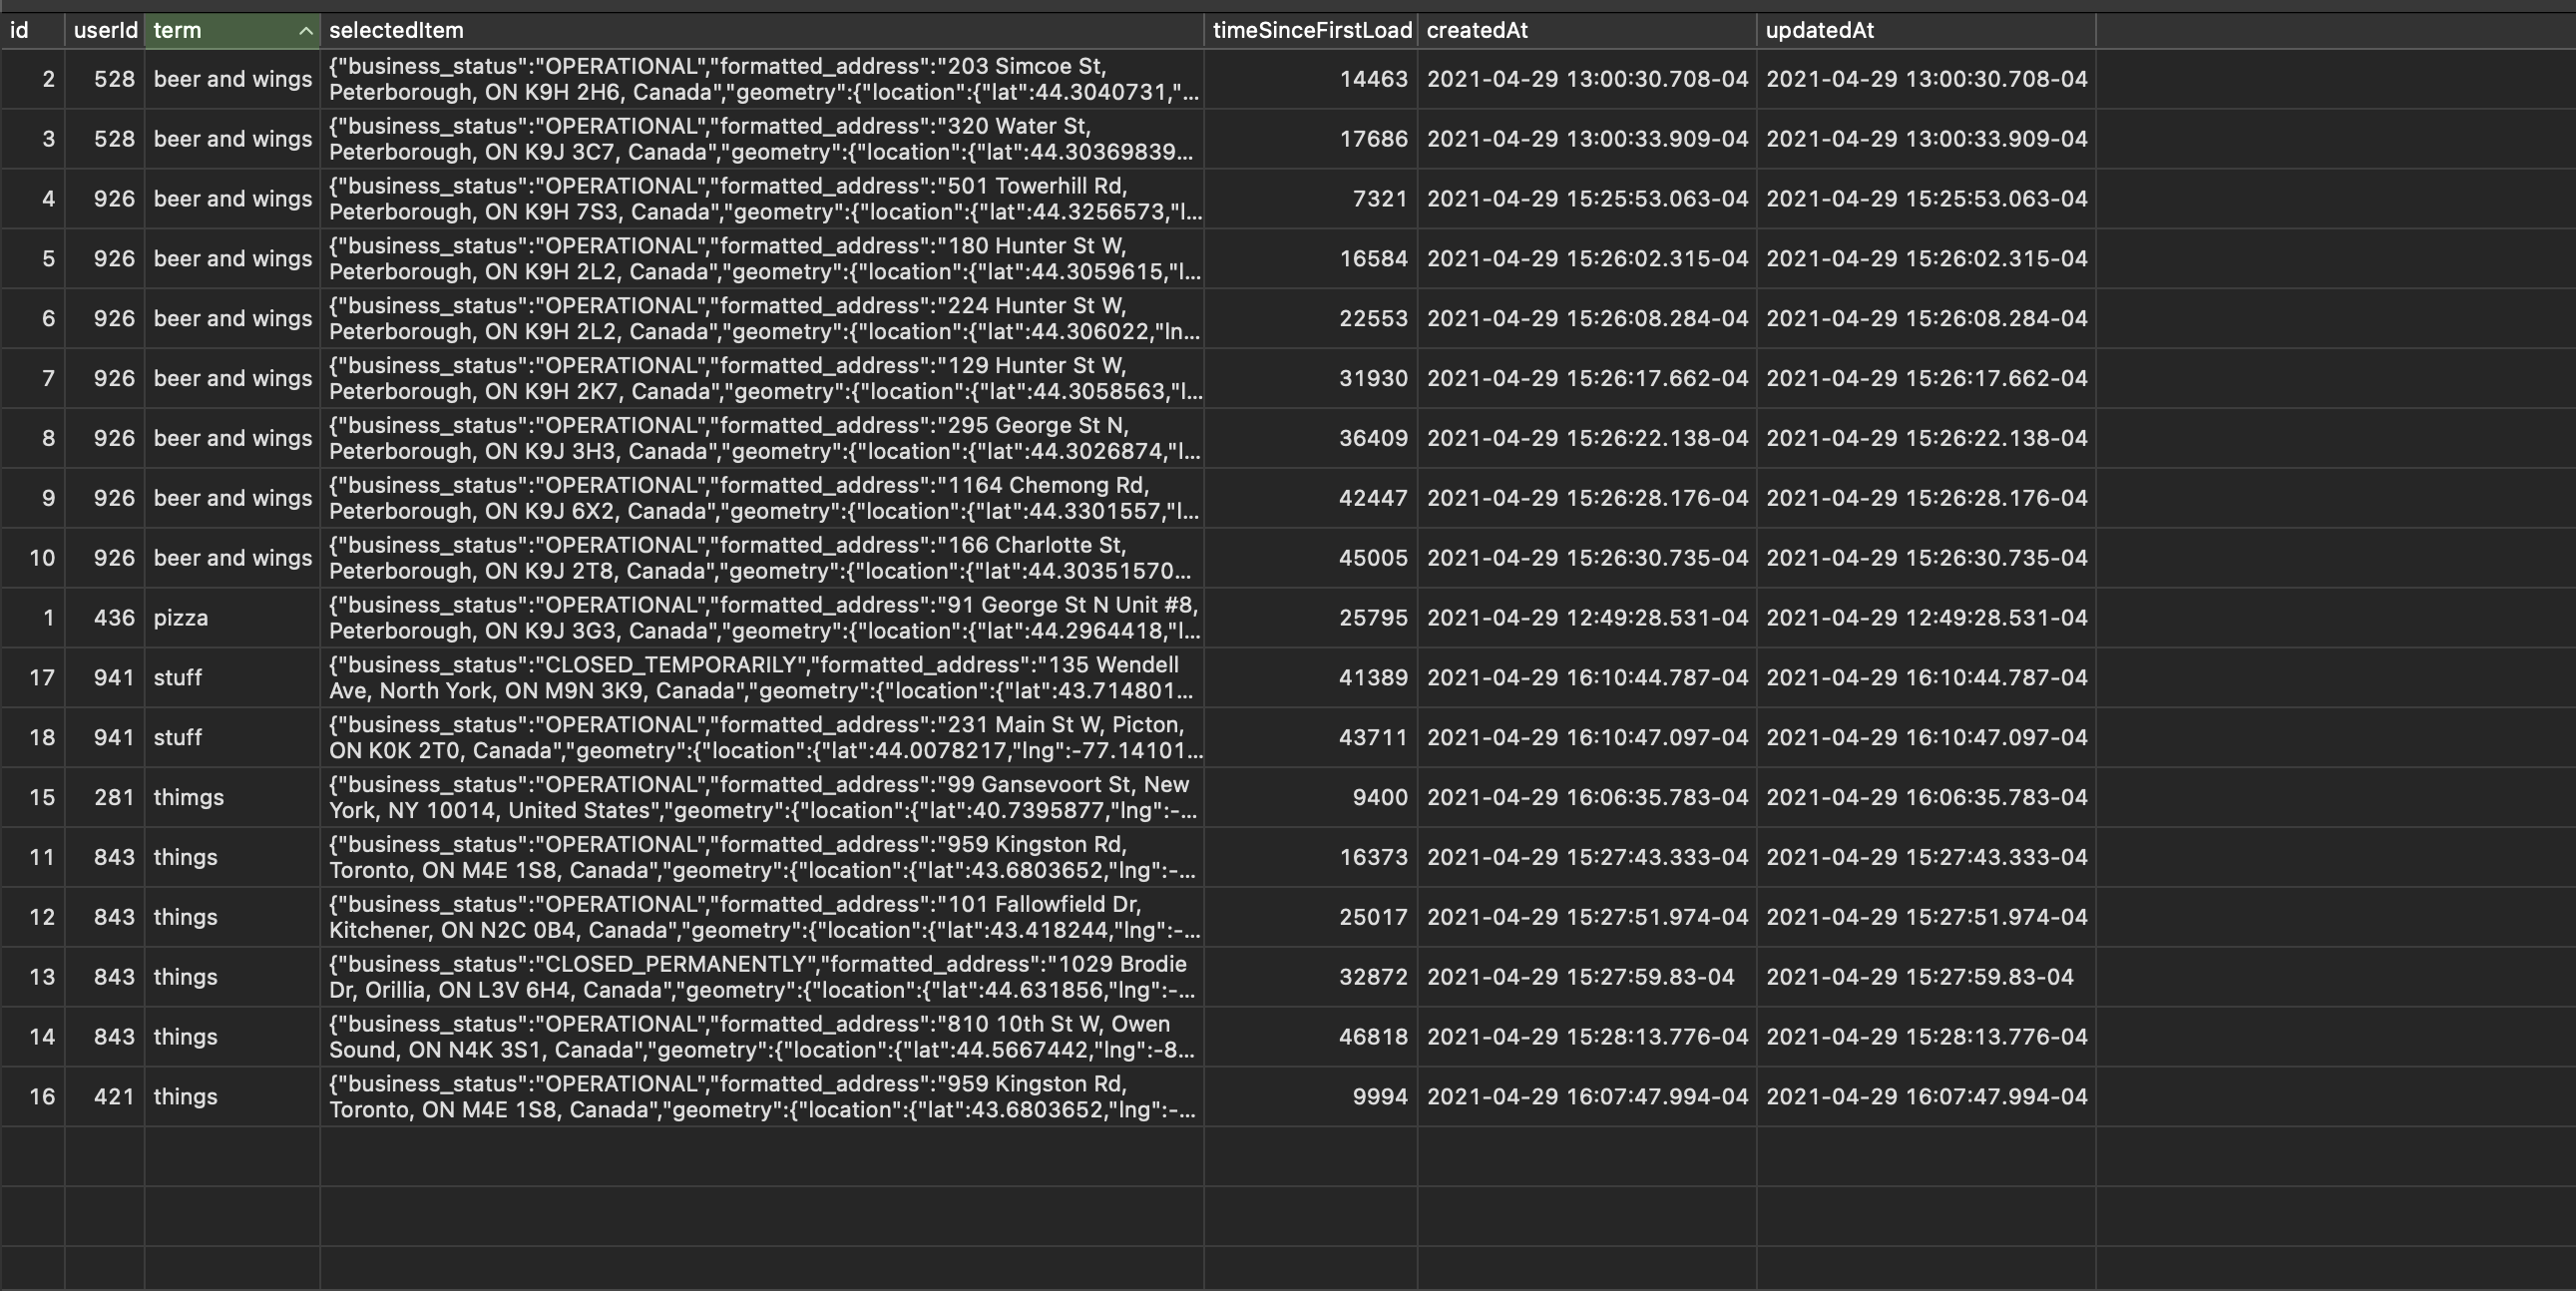 id userId term selectedItem timeSinceFirstLoad createdAt updatedAt
2 528 beer and wings {"business_status":"OPERATIONAL","formatted_address":"203 Simcoe St, 14463 2021-04-29 13:00:30.708-04 2021-04-29 13:00:30.708-04
Peterborough, ON K9H 2H6, Canada","geometry":{"location":{"lat":44.3040731,"...
3 528 beer and wings {"business_status":"OPERATIONAL","formatted_address":"320 Water St, 17686 2021-04-29 13:00:33.909-04 2021-04-29 13:00:33.909-04
Peterborough, ON K9J 3C7, Canada","geometry":{"location":{"lat":44.30369839...
4 926 beer and wings {"business_status":"OPERATIONAL","formatted_address":"501 Towerhill Rd, 7321 2021-04-29 15:25:53.063-04 2021-04-29 15:25:53.063-04
Peterborough, ON K9H 7S3, Canada","geometry":{"location":{"lat":44.3256573,"l...
5 926 beer and wings {"business_status":"OPERATIONAL","formatted_address":"180 Hunter St W, 16584 2021-04-29 15:26:02.315-04 2021-04-29 15:26:02.315-04
Peterborough, ON K9H 2L2, Canada","geometry":{"location":{"lat":44.3059615,"l...
6 926 beer and wings {"business_status":"OPERATIONAL","formatted_address":"224 Hunter St W, 22553 2021-04-29 15:26:08.284-04 2021-04-29 15:26:08.284-04
Peterborough, ON K9H 2L2, Canada","geometry":{"location":{"lat":44.306022,"ln...
7 926 beer and wings {"business_status":"OPERATIONAL","formatted_address":"129 Hunter St W, 31930 2021-04-29 15:26:17.662-04 2021-04-29 15:26:17.662-04
Peterborough, ON K9H 2K7, Canada","geometry":{"location":{"lat":44.3058563,"l...
8 926 beer and wings {"business_status":"OPERATIONAL","formatted_address":"295 George St N, 36409 2021-04-29 15:26:22.138-04 2021-04-29 15:26:22.138-04
Peterborough, ON K9J 3H3, Canada","geometry":{"location":{"lat":44.3026874,"l...
9 926 beer and wings {"business_status":"OPERATIONAL","formatted_address":"1164 Chemong Rd, 42447 2021-04-29 15:26:28.176-04 2021-04-29 15:26:28.176-04
Peterborough, ON K9J 6X2, Canada","geometry":{"location":{"lat":44.3301557,"l...
10 926 beer and wings {"business_status":"OPERATIONAL","formatted_address":"166 Charlotte St, 45005 2021-04-29 15:26:30.735-04 2021-04-29 15:26:30.735-04
Peterborough, ON K9J 2T8, Canada","geometry":{"location":{"lat":44.30351570...
1 436 pizza {"business_status":"OPERATIONAL","formatted_address":"91 George St N Unit #8, 25795 2021-04-29 12:49:28.531-04 2021-04-29 12:49:28.531-04
Peterborough, ON K9J 3G3, Canada","geometry":{"location":{"lat":44.2964418,"l...
17 941 stuff {"business_status":"CLOSED_TEMPORARILY","formatted_address":"135 Wendell 41389 2021-04-29 16:10:44.787-04 2021-04-29 16:10:44.787-04
Ave, North York, ON M9N 3K9, Canada","geometry":{"location":{"lat":43.714801...
18 941 stuff {"business_status":"OPERATIONAL","formatted_address":"231 Main St W, Picton, 43711 2021-04-29 16:10:47.097-04 2021-04-29 16:10:47.097-04
ON K0K 2T0, Canada","geometry":{"location":{"lat":44.0078217,"lng":-77.14101...
15 281 thimgs {"business_status":"OPERATIONAL","formatted_address":"99 Gansevoort St, New 9400 2021-04-29 16:06:35.783-04 2021-04-29 16:06:35.783-04
York, NY 10014, United States","geometry":{"location":{"lat":40.7395877,"lng":-...
11 843 things {"business_status":"OPERATIONAL","formatted_address":"959 Kingston Rd, 16373 2021-04-29 15:27:43.333-04 2021-04-29 15:27:43.333-04
Toronto, ON M4E 1S8, Canada","geometry":{"location":{"lat":43.6803652,"lng":-...
12 843 things {"business_status":"OPERATIONAL","formatted_address":"101 Fallowfield Dr, 25017 2021-04-29 15:27:51.974-04 2021-04-29 15:27:51.974-04
Kitchener, ON N2C 0B4, Canada","geometry":{"location":{"lat":43.418244,"lng":-...
13 843 things {"business_status":"CLOSED_PERMANENTLY","formatted_address":"1029 Brodie 32872 2021-04-29 15:27:59.83-04 2021-04-29 15:27:59.83-04
Dr, Orillia, ON L3V 6H4, Canada","geometry":{"location":{"lat":44.631856,"lng":-...
14 843 things {"business_status":"OPERATIONAL","formatted_address":"810 10th St W, Owen 46818 2021-04-29 15:28:13.776-04 2021-04-29 15:28:13.776-04
Sound, ON N4K 3S1, Canada","geometry":{"location":{"lat":44.5667442,"lng":-8...
16 421 things {"business_status":"OPERATIONAL","formatted_address":"959 Kingston Rd, 9994 2021-04-29 16:07:47.994-04 2021-04-29 16:07:47.994-04
Toronto, ON M4E 1S8, Canada","geometry":{"location":{"lat":43.6803652,"lng":-...